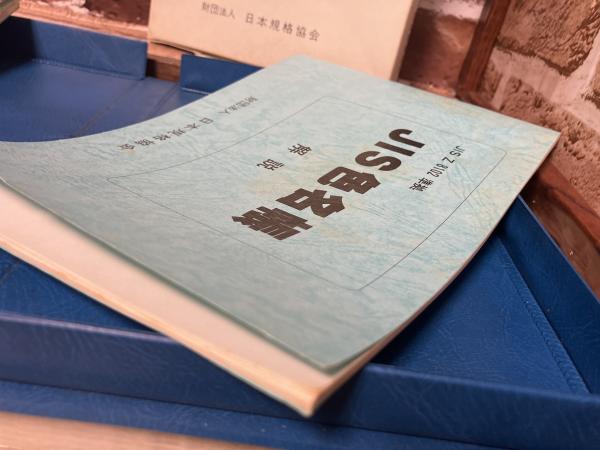 財団法人 日本規格協会
JIS Z 8102 準拠
JIS色名帳
解説
財団法人 日本規格協会